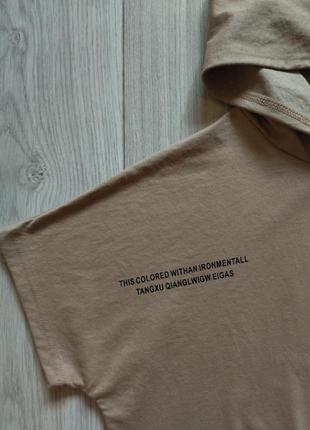 THIS COLORED WITHAN IRONMENTALL
TANGXU QIANGLWIGW EIGAS